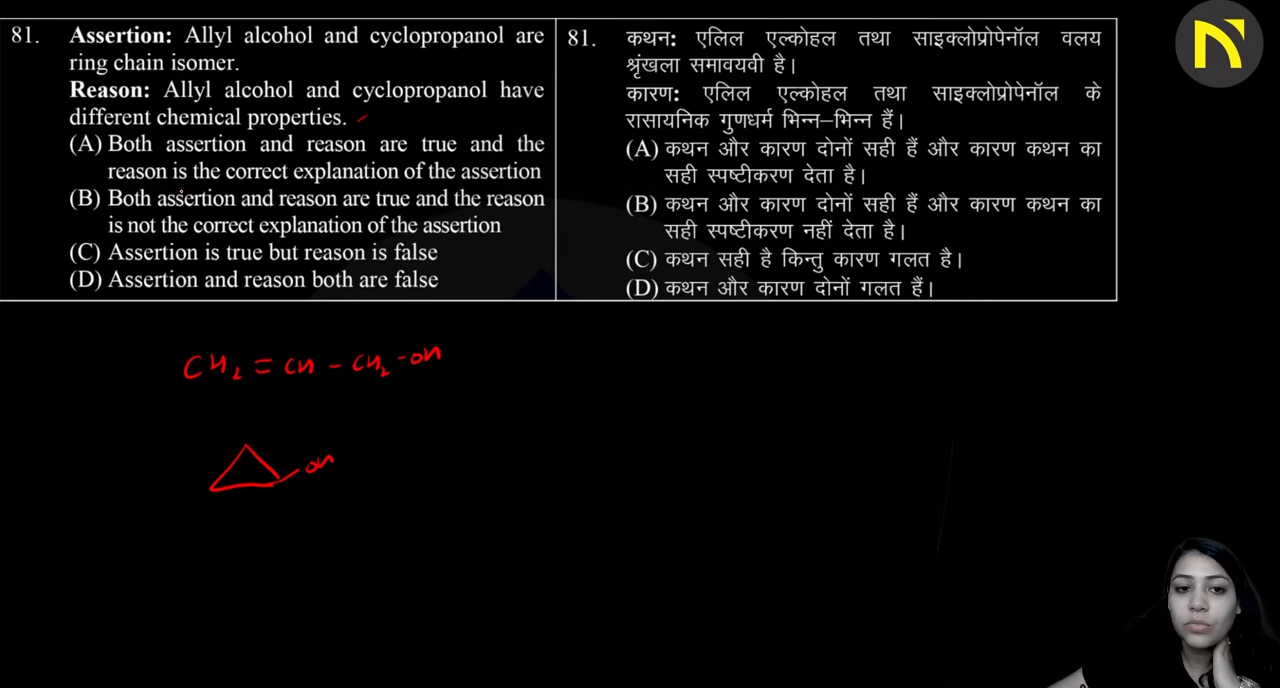 81. Assertion: Allyl alcohol and cyclopropanol are
ring chain isomer.
Reason: Allyl alcohol and cyclopropanol have
different chemical properties.
(A) Both assertion and reason are true and the
reason is the correct explanation of the assertion
(B) Both assertion and reason are true and the reason
is not the correct explanation of the assertion
(C) Assertion is true but reason is false
(D) Assertion and reason both are false
81. कथन: एलिल एल्कोहल तथा साइक्लोप्रोपेनॉल वलय
श्रृंखला समावयवी है।
कारण: एलिल एल्कोहल तथा साइक्लोप्रोपेनॉल के
रासायनिक गुणधर्म भिन्न–भिन्न हैं।
(A) कथन और कारण दोनों सही हैं और कारण कथन का
सही स्पष्टीकरण देता है।
(B) कथन और कारण दोनों सही हैं और कारण कथन का
सही स्पष्टीकरण नहीं देता है।
(C) कथन सही है किन्तु कारण गलत है।
(D) कथन और कारण दोनों गलत हैं।
CH₂ = CH - CH₂ - OH
OH